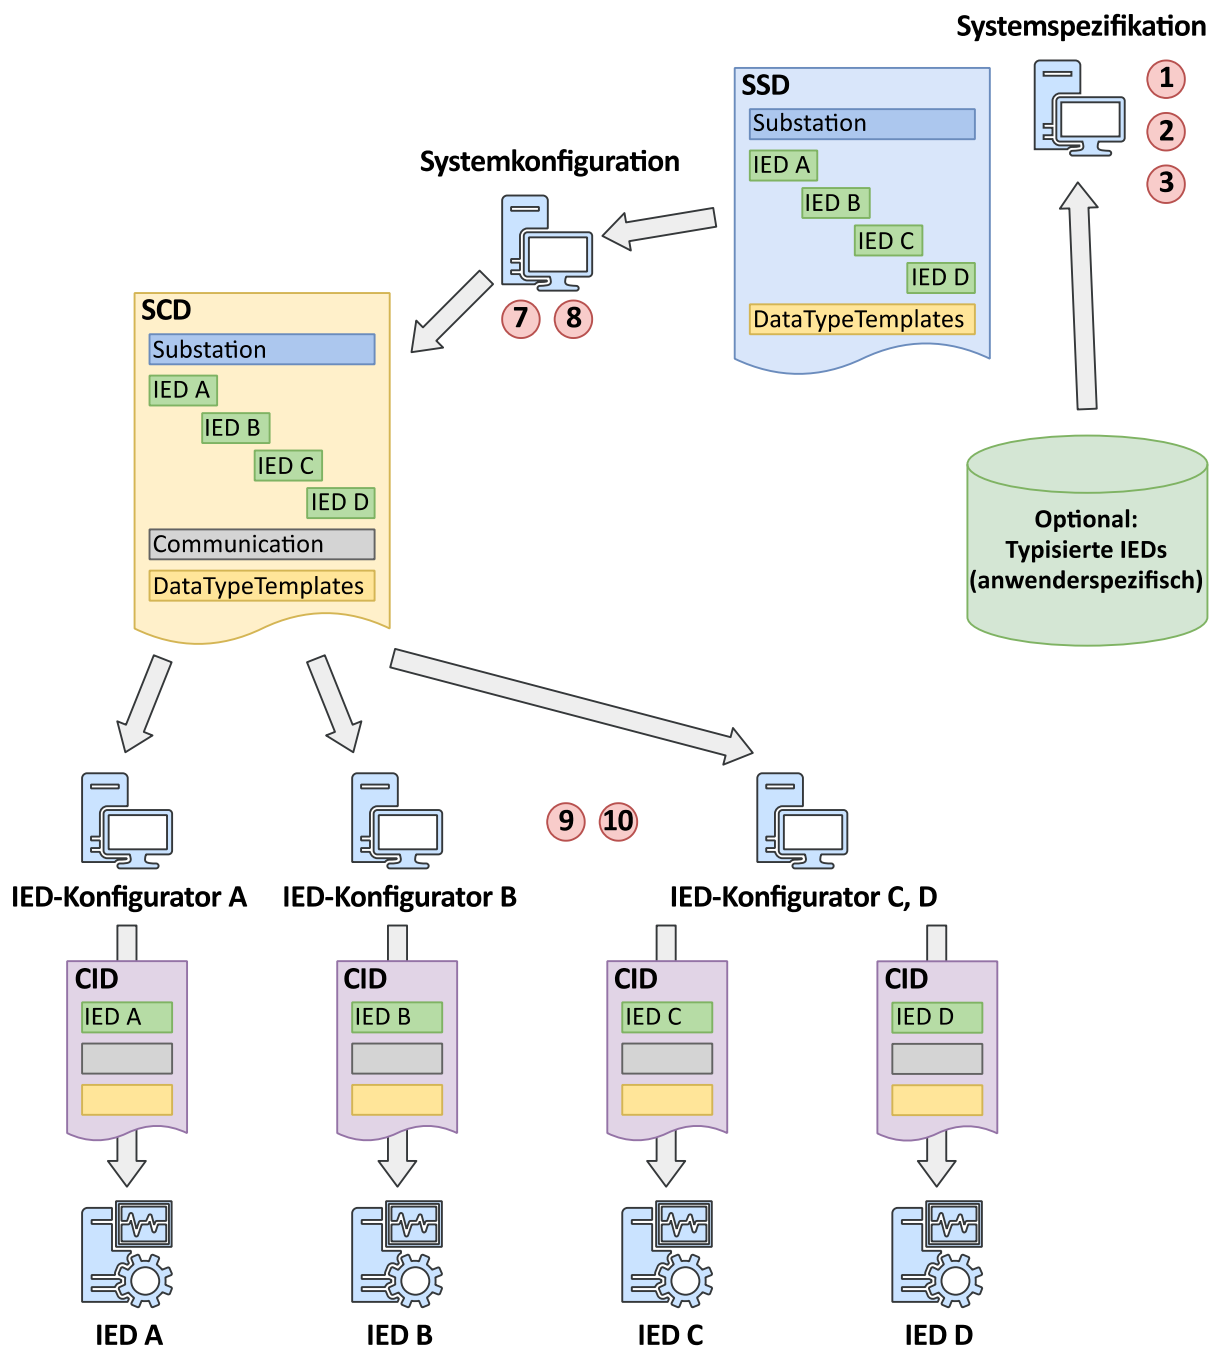 Systemspezifikation
1
2
3
SSD
Substation
IED A
IED B
IED C
IED D
DataTypeTemplates
Systemkonfiguration
7 8
SCD
Substation
IED A
IED B
IED C
IED D
Communication
DataTypeTemplates
Optional:
Typisierte IEDs
(anwenderspezifisch)
9 10
IED-Konfigurator A
IED-Konfigurator B
IED-Konfigurator C, D
CID
IED A
CID
IED B
CID
IED C
CID
IED D
IED A
IED B
IED C
IED D